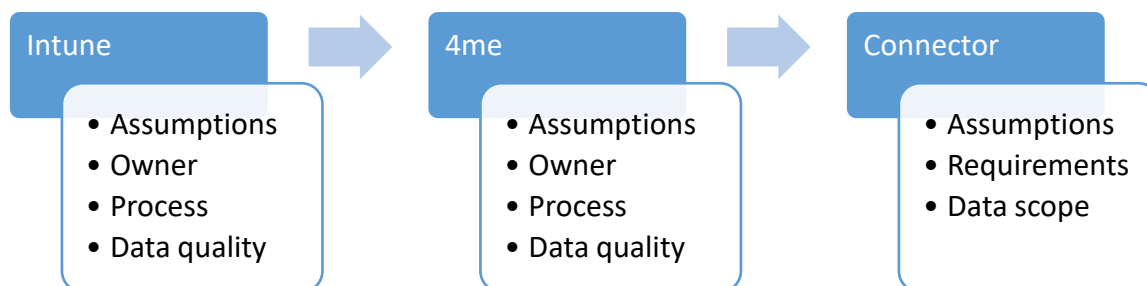 Intune
• Assumptions
• Owner
• Process
• Data quality
4me
• Assumptions
• Owner
• Process
• Data quality
Connector
• Assumptions
• Requirements
• Data scope